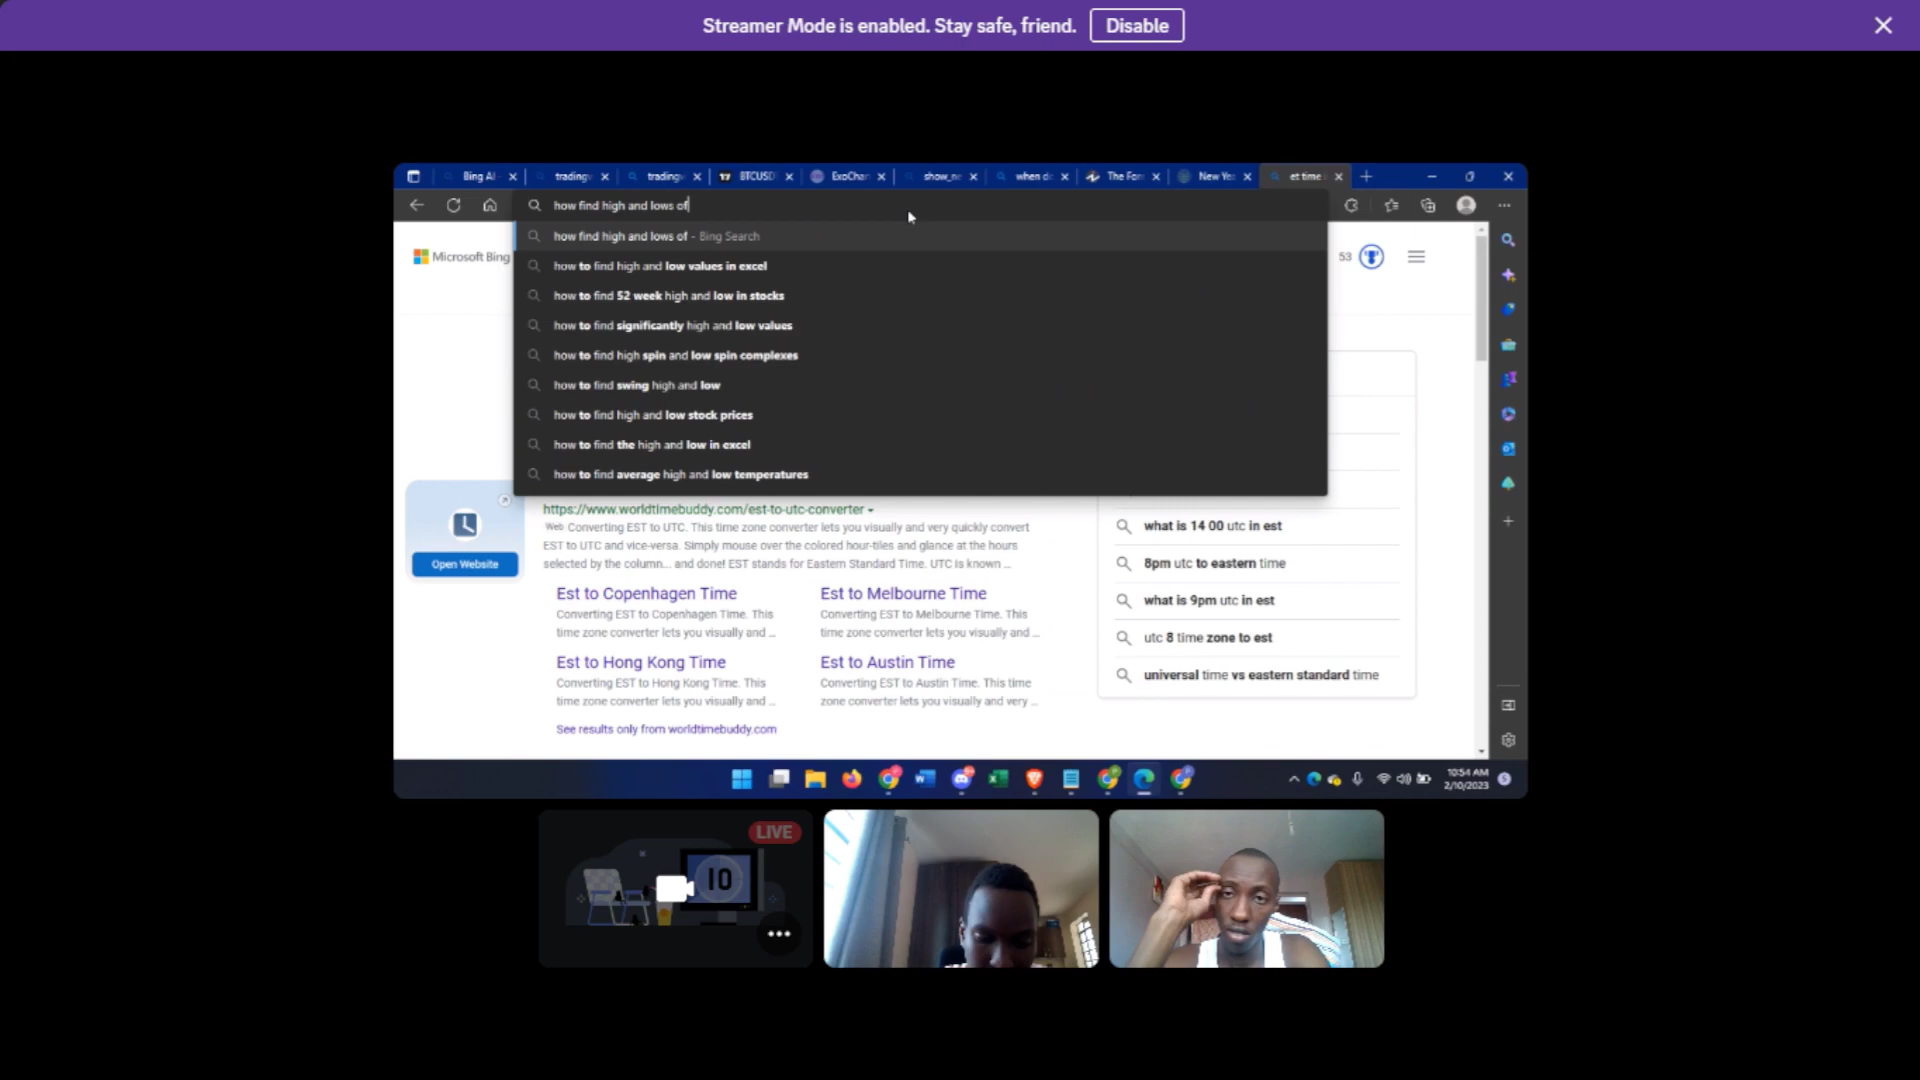 Streamer Mode is enabled. Stay safe, friend. Disable
Bing AI
trading
trading
BTCUSD
ExoChar
show_ne
when do
The For
New Yo
et time
how find high and lows of
how find high and lows of - Bing Search
how to find high and low values in excel
how to find 52 week high and low in stocks
how to find significantly high and low values
how to find high spin and low spin complexes
how to find swing high and low
how to find high and low stock prices
how to find the high and low in excel
how to find average high and low temperatures
Microsoft Bing
53
Open Website
https://www.worldtimebuddy.com/est-to-utc-converter
Web Converting EST to UTC. This time zone converter lets you visually and very quickly convert
EST to UTC and vice-versa. Simply mouse over the colored hour-tiles and glance at the hours
selected by the column... and done! EST stands for Eastern Standard Time. UTC is known ...
Est to Copenhagen Time
Converting EST to Copenhagen Time. This
time zone converter lets you visually and ...
Est to Melbourne Time
Converting EST to Melbourne Time. This
time zone converter lets you visually and ...
Est to Hong Kong Time
Converting EST to Hong Kong Time. This
time zone converter lets you visually and ...
Est to Austin Time
Converting EST to Austin Time. This time
zone converter lets you visually and very ...
See results only from worldtimebuddy.com
what is 14 00 utc in est
8pm utc to eastern time
what is 9pm utc in est
utc 8 time zone to est
universal time vs eastern standard time
10:54 AM
2/10/2023
LIVE
10